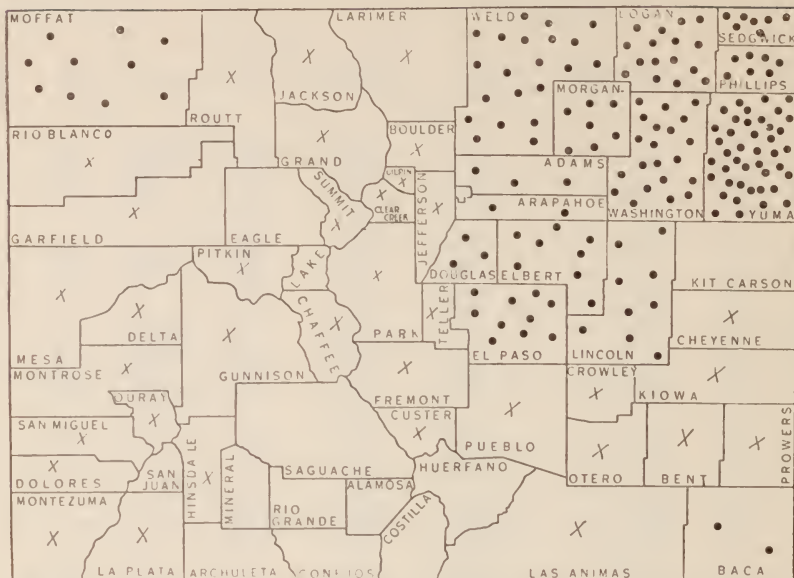 MOFFAT
LARIMER
WELD
LOGAN
SEDGWICK
PHILLIPS
JACKSON
MORGAN
ROUTT
RIO BLANCO
BOULDER
GRAND
GILPIN
ADAMS
SUMMIT
CLEAR
CREEK
JEFFERSON
ARAPAHOE
WASHINGTON
YUMA
GARFIELD
EAGLE
PITKIN
LAKE
DOUGLAS
ELBERT
KIT CARSON
DELTA
CHAFFEE
PARK
TELLER
CHEYENNE
MESA
MONTROSE
GUNNISON
EL PASO
LINCOLN
CROWLEY
KIOWA
OURAY
FREMONT
CUSTER
SAN MIGUEL
PUEBLO
PROWERS
DOLORES
SAN
JUAN
HINSDALE
MINERAL
SAGUACHE
HUERFANO
OTERO
BENT
MONTEZUMA
ALAMOSA
RIO
GRANDE
COSTILLA
LA PLATA
ARCHULETA
CONEJOS
LAS ANIMAS
BACA